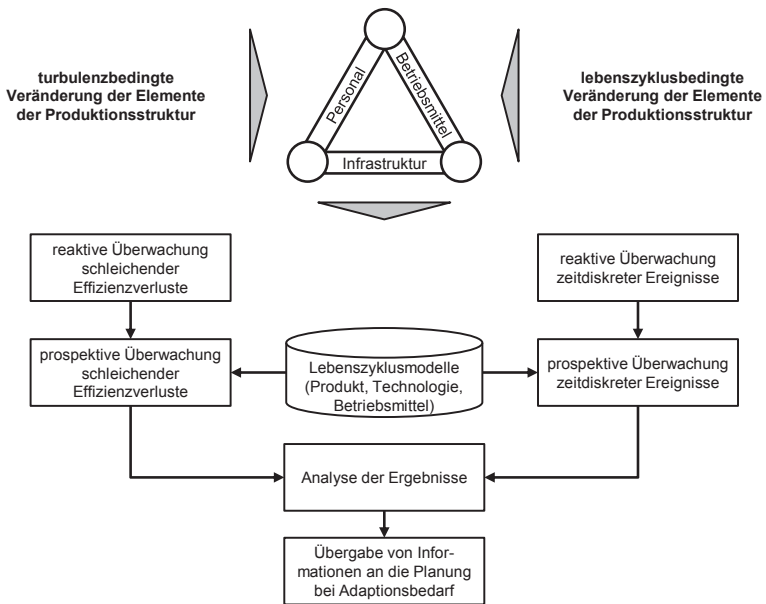 turbulenzbedingte
Veränderung der Elemente
der Produktionsstruktur
Personal
Betriebsmittel
Infrastruktur
lebenszyklusbedingte
Veränderung der Elemente
der Produktionsstruktur
reaktive Überwachung
schleichender
Effizienzverluste
reaktive Überwachung
zeitdiskreter Ereignisse
prospektive Überwachung
schleichender
Effizienzverluste
Lebenszyklusmodelle
(Produkt, Technologie,
Betriebsmittel)
prospektive Überwachung
zeitdiskreter Ereignisse
Analyse der Ergebnisse
Übergabe von Infor-
mationen an die Planung
bei Adaptionsbedarf